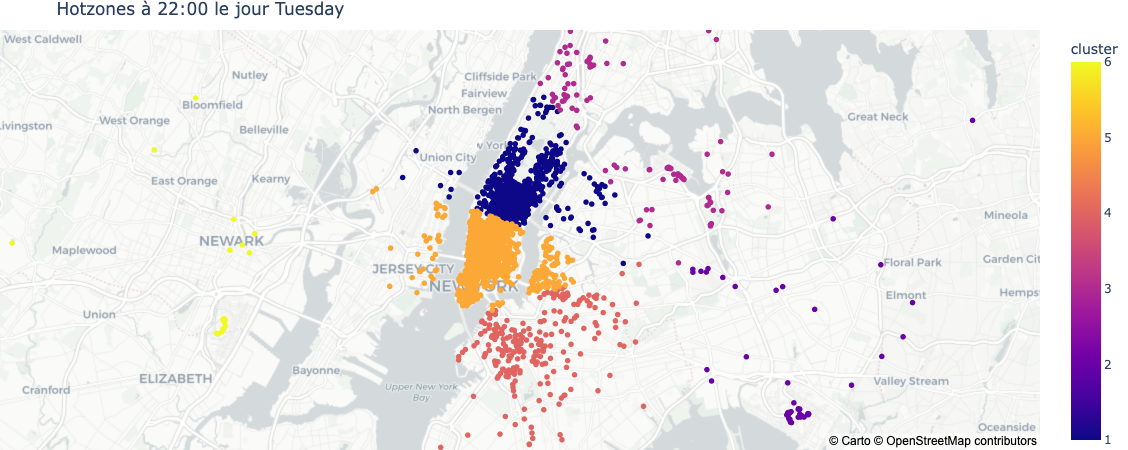 Hotzones à 22:00 le jour Tuesday
West Caldwell
Cliffside Park
Nutley
Fairview
Bloomfield
North Bergen
Great Neck
Livingston
West Orange
Belleville
Union City
East Orange
Kearny
Mineola
NEWARK
Maplewood
Floral Park
Garden Cit
JERSEY CITY
NEW YORK
Elmont
Hemps
Union
Bayonne
ELIZABETH
Cranford
Upper New York
Bay
Valley Stream
Oceanside
© Carto © OpenStreetMap contributors
cluster
6
5
4
3
2
1